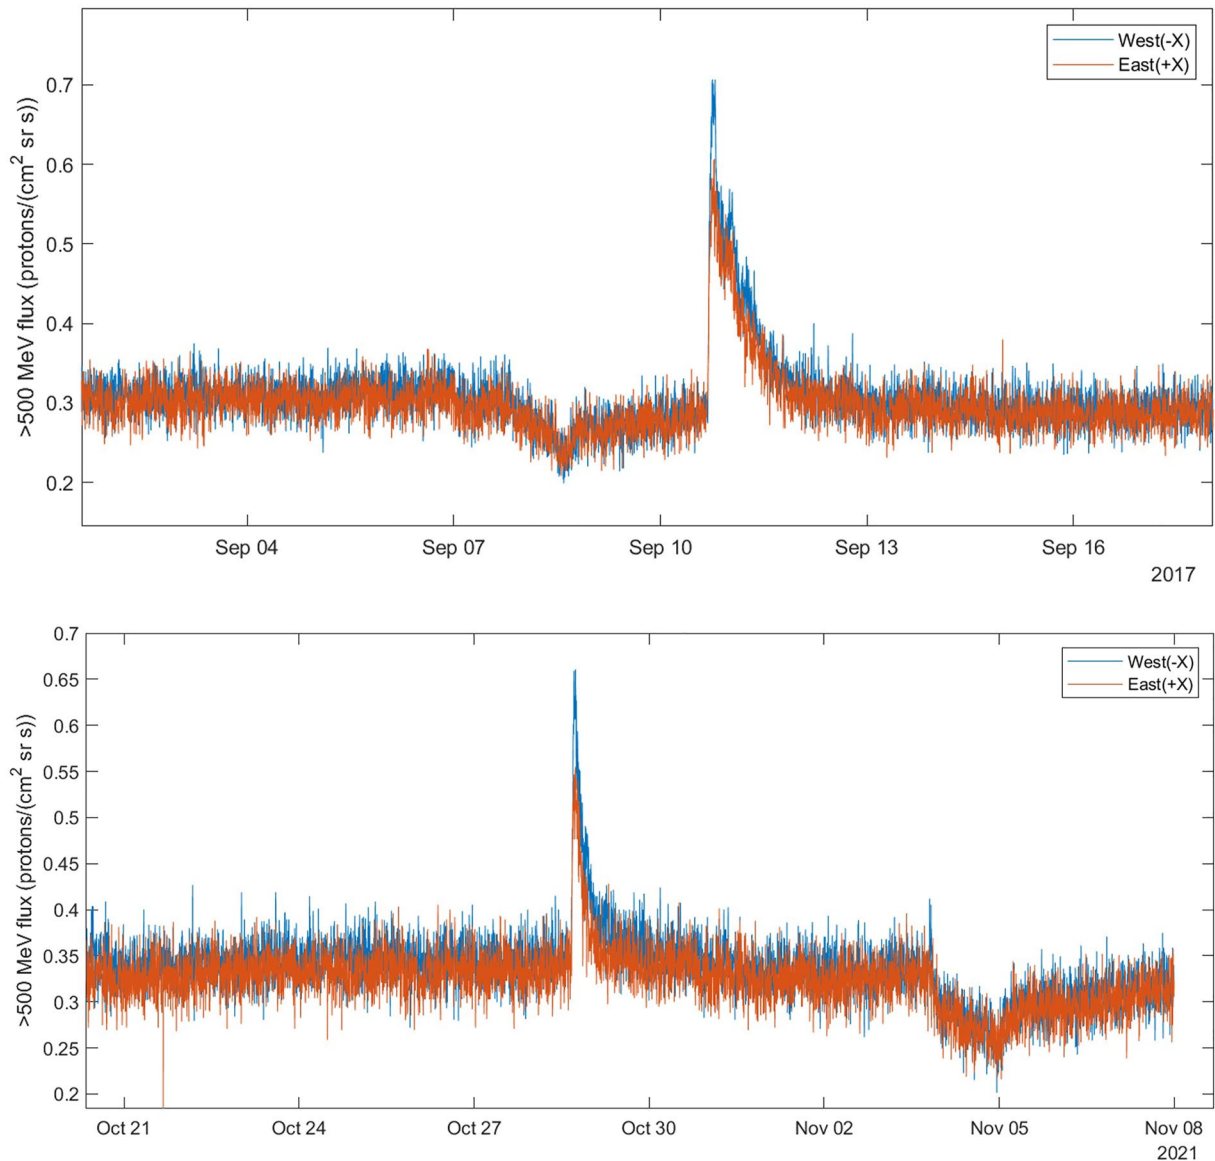 West(-X)
East(+X)
>500 MeV flux (protons/(cm² sr s))
0.7
0.6
0.5
0.4
0.3
0.2
Sep 04 Sep 07 Sep 10 Sep 13 Sep 16
2017
0.7
West(-X)
East(+X)
>500 MeV flux (protons/(cm² sr s))
0.65
0.6
0.55
0.5
0.45
0.4
0.35
0.3
0.25
0.2
Oct 21 Oct 24 Oct 27 Oct 30 Nov 02 Nov 05 Nov 08
2021